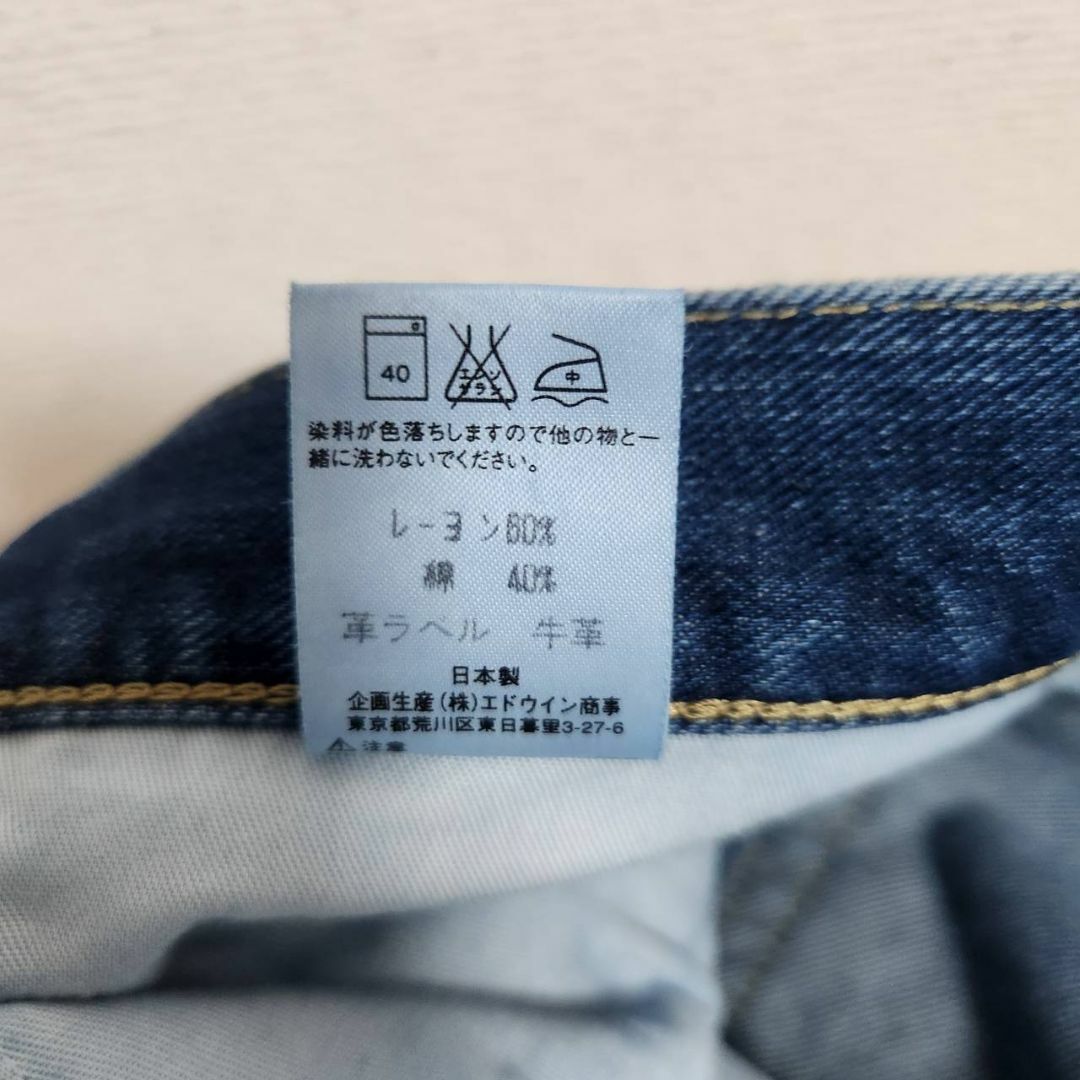 40
エンソ
サラシ
中
染料が色落ちしますので他の物と一
緒に洗わないでください。
レーヨン60%
綿 40%
革ラベル 牛革
日本製
企画生産(株)エドウイン商事
東京都荒川区東日暮里3-27-6
注意